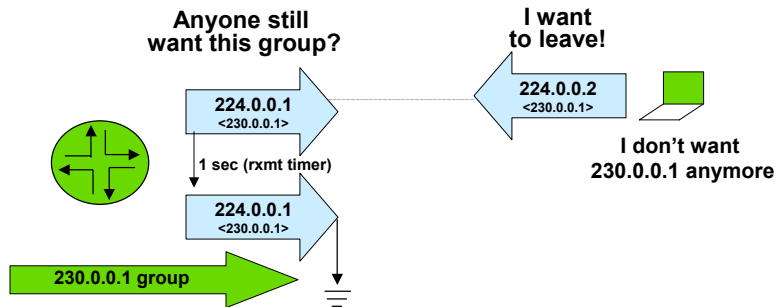 Anyone still
want this group?
I want
to leave!
224.0.0.1
<230.0.0.1>
224.0.0.2
<230.0.0.1>
I don't want
230.0.0.1 anymore
1 sec (rxmt timer)
224.0.0.1
<230.0.0.1>
230.0.0.1 group